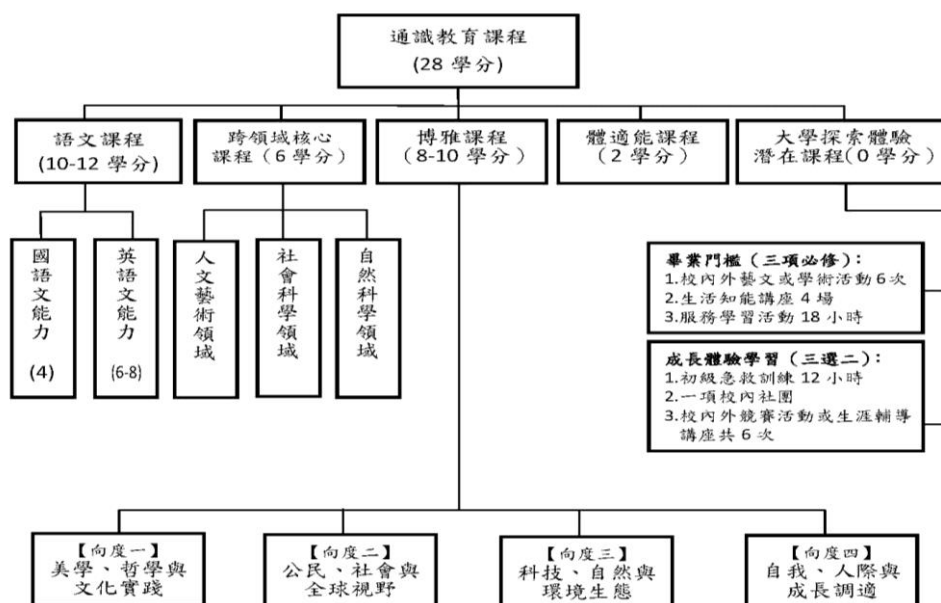 通識教育課程
(28 學分)
語文課程
(10-12 學分)
跨領域核心
課程(6 學分)
博雅課程
(8-10 學分)
體適能課程
(2 學分)
大學探索體驗
潛在課程(0 學分)
國語文能力
(4)
英語文能力
(6-8)
人文藝術領域
社會科學領域
自然科學領域
畢業門檻(三項必修):
1.校內外藝文或學術活動 6 次
2.生活知能講座 4 場
3.服務學習活動 18 小時
成長體驗學習(三選二):
1.初級急救訓練 12 小時
2.一項校內社團
3.校內外競賽活動或生涯輔導
講座共 6 次
【向度一】
美學、哲學與
文化實踐
【向度二】
公民、社會與
全球視野
【向度三】
科技、自然與
環境生態
【向度四】
自我、人際與
成長調適